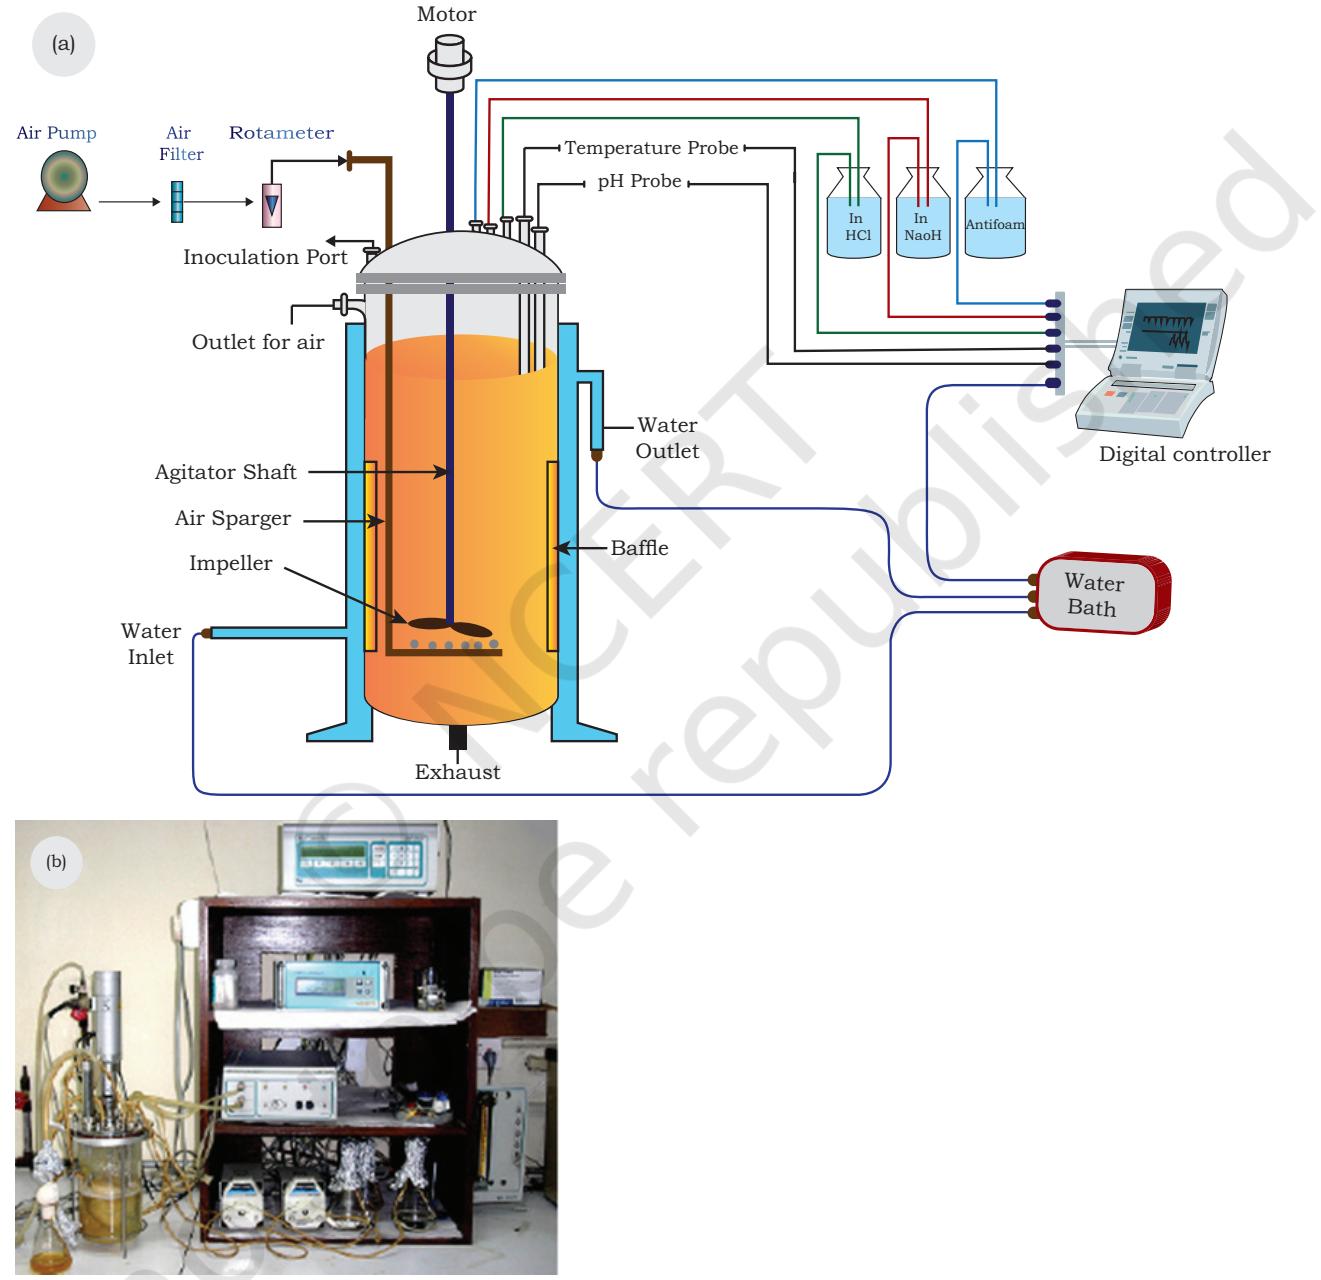 (a)
Motor
Air Pump
Air
Filter
Rotameter
Temperature Probe
pH Probe
In
HCl
In
NaoH
Antifoam
Inoculation Port
Outlet for air
Water
Outlet
Digital controller
Agitator Shaft
Air Sparger
Impeller
Baffle
Water
Bath
Water
Inlet
Exhaust
© NCERT
be republished
(b)